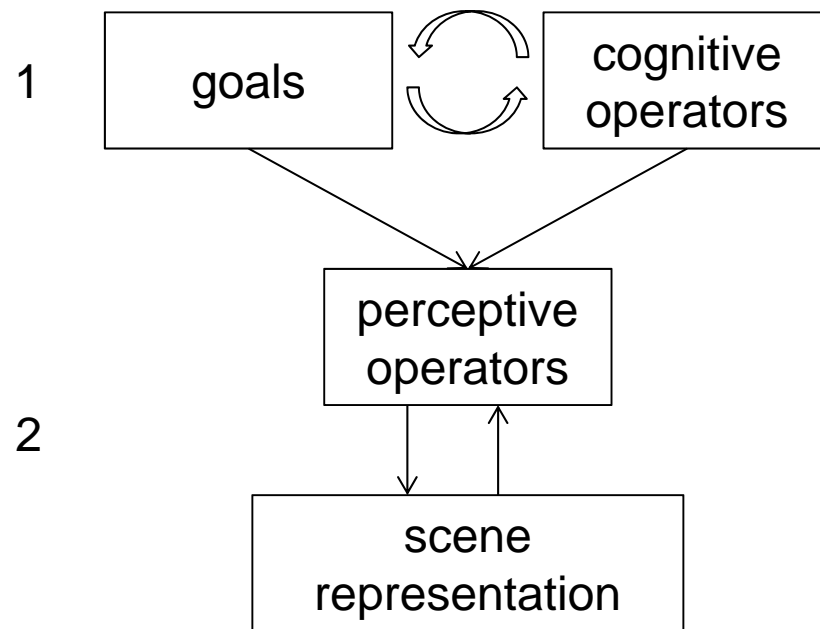 1
goals
cognitive
operators
perceptive
operators
2
scene
representation